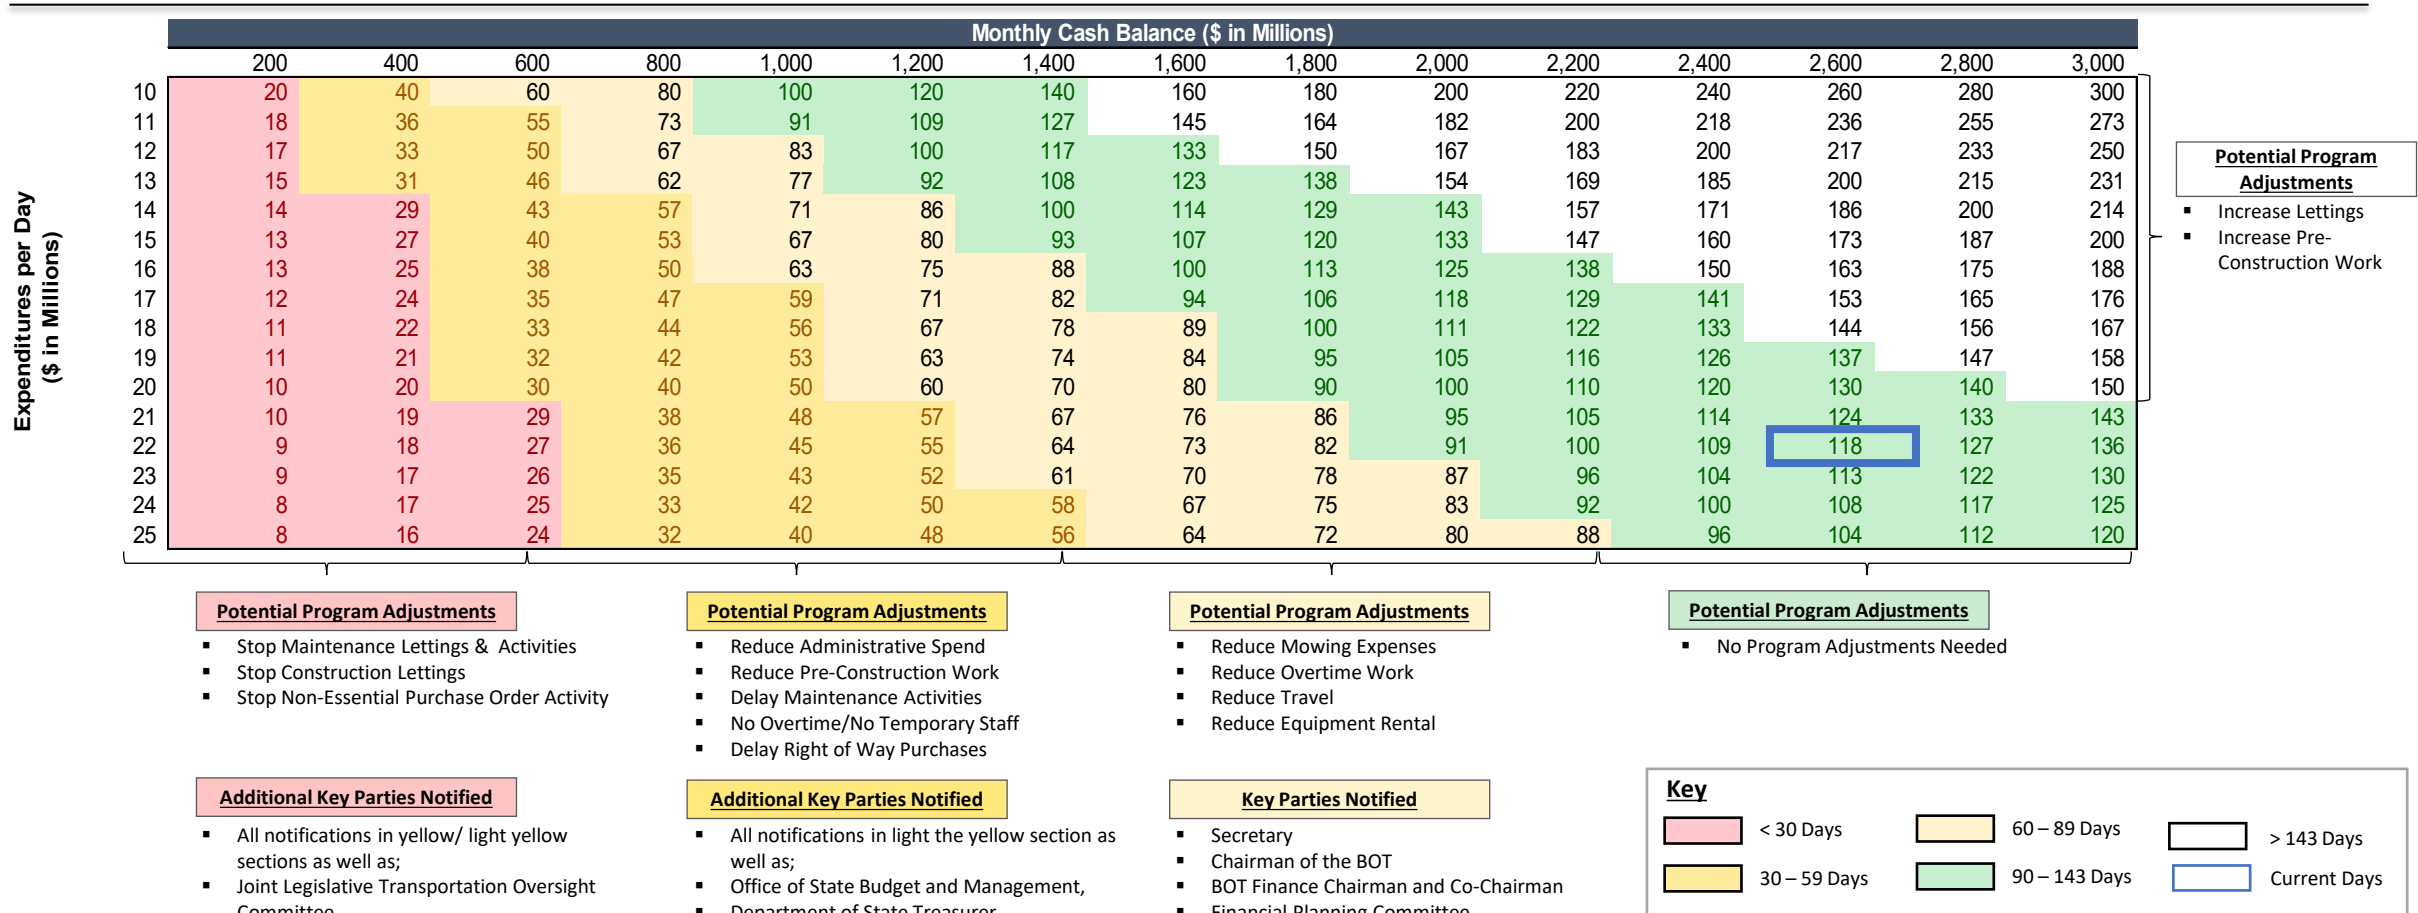 Monthly Cash Balance ($ in Millions)
200 400 600 800 1,000 1,200 1,400 1,600 1,800 2,000 2,200 2,400 2,600 2,800 3,000
Expenditures per Day
($ in Millions)
10 20 40 60 80 100 120 140 160 180 200 220 240 260 280 300
11 18 36 55 73 91 109 127 145 164 182 200 218 236 255 273
12 17 33 50 67 83 100 117 133 150 167 183 200 217 233 250
13 15 31 46 62 77 92 108 123 138 154 169 185 200 215 231
14 14 29 43 57 71 86 100 114 129 143 157 171 186 200 214
15 13 27 40 53 67 80 93 107 120 133 147 160 173 187 200
16 13 25 38 50 63 75 88 100 113 125 138 150 163 175 188
17 12 24 35 47 59 71 82 94 106 118 129 141 153 165 176
18 11 22 33 44 56 67 78 89 100 111 122 133 144 156 167
19 11 21 32 42 53 63 74 84 95 105 116 126 137 147 158
20 10 20 30 40 50 60 70 80 90 100 110 120 130 140 150
21 10 19 29 38 48 57 67 76 86 95 105 114 124 133 143
22 9 18 27 36 45 55 64 73 82 91 100 109 118 127 136
23 9 17 26 35 43 52 61 70 78 87 96 104 113 122 130
24 8 17 25 33 42 50 58 67 75 83 92 100 108 117 125
25 8 16 24 32 40 48 56 64 72 80 88 96 104 112 120
Potential Program
Adjustments
▪ Increase Lettings
▪ Increase Pre-
Construction Work
Potential Program Adjustments
▪ Stop Maintenance Lettings & Activities
▪ Stop Construction Lettings
▪ Stop Non-Essential Purchase Order Activity
Potential Program Adjustments
▪ Reduce Administrative Spend
▪ Reduce Pre-Construction Work
▪ Delay Maintenance Activities
▪ No Overtime/No Temporary Staff
▪ Delay Right of Way Purchases
Potential Program Adjustments
▪ Reduce Mowing Expenses
▪ Reduce Overtime Work
▪ Reduce Travel
▪ Reduce Equipment Rental
Potential Program Adjustments
▪ No Program Adjustments Needed
Additional Key Parties Notified
▪ All notifications in yellow/ light yellow
sections as well as;
▪ Joint Legislative Transportation Oversight
Committee
Additional Key Parties Notified
▪ All notifications in light the yellow section as
well as;
▪ Office of State Budget and Management,
▪ Department of State Treasurer
Key Parties Notified
▪ Secretary
▪ Chairman of the BOT
▪ BOT Finance Chairman and Co-Chairman
▪ Financial Planning Committee
Key
< 30 Days
60 – 89 Days
> 143 Days
30 – 59 Days
90 – 143 Days
Current Days